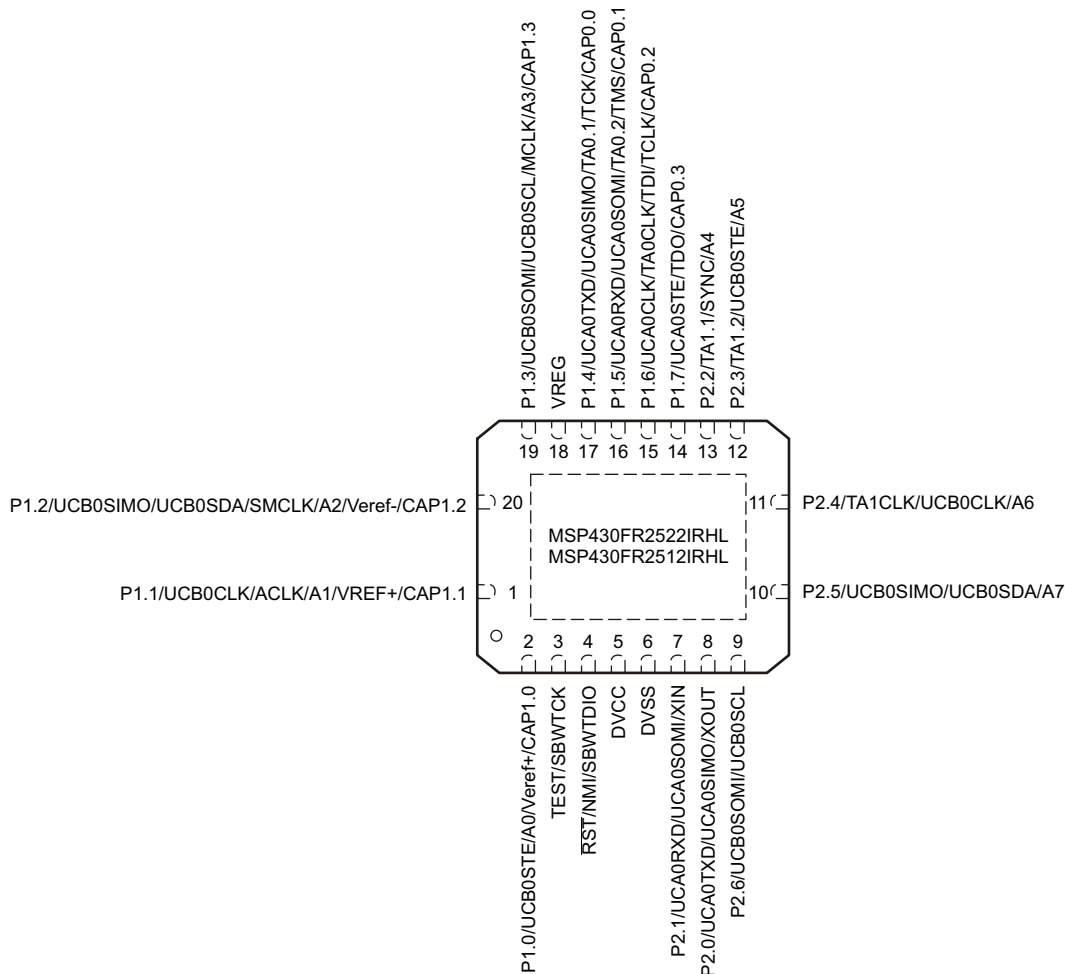 P1.3/UCB0SOMI/UCB0SCL/MCLK/A3/CAP1.3
VREG
P1.4/UCA0TXD/UCA0SIMO/TA0.1/TCK/CAP0.0
P1.5/UCA0RXD/UCA0SOMI/TA0.2/TMS/CAP0.1
P1.6/UCA0CLK/TA0CLK/TDI/TCLK/CAP0.2
P1.7/UCA0STE/TDO/CAP0.3
P2.2/TA1.1/SYNC/A4
P2.3/TA1.2/UCB0STE/A5
19 18 17 16 15 14 13 12
P1.2/UCB0SIMO/UCB0SDA/SMCLK/A2/Veref-/CAP1.2 20
11 P2.4/TA1CLK/UCB0CLK/A6
MSP430FR2522IRHL
MSP430FR2512IRHL
P1.1/UCB0CLK/ACLK/A1/VREF+/CAP1.1 1
10 P2.5/UCB0SIMO/UCB0SDA/A7
2 3 4 5 6 7 8 9
P1.0/UCB0STE/A0/Veref+/CAP1.0
TEST/SBWTCK
RST/NMI/SBWTDIO
DVCC
DVSS
P2.1/UCA0RXD/UCA0SOMI/XIN
P2.0/UCA0TXD/UCA0SIMO/XOUT
P2.6/UCB0SOMI/UCB0SCL